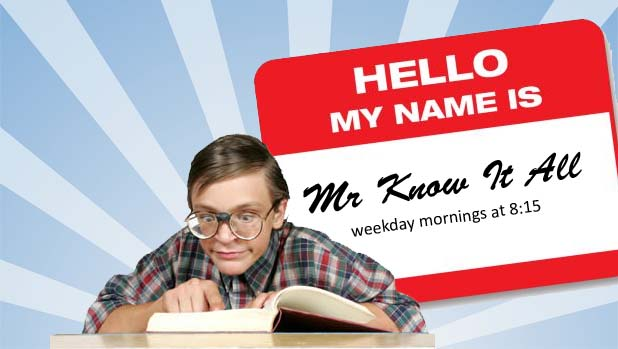 HELLO
MY NAME IS
Mr Know It All
weekday mornings at 8:15